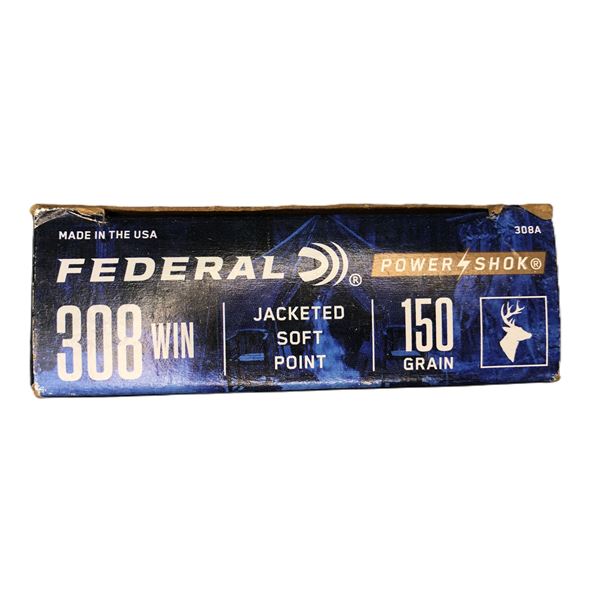 MADE IN THE USA
308A
FEDERAL ®
POWER SHOK®
308 WIN
JACKETED
SOFT
POINT
150
GRAIN